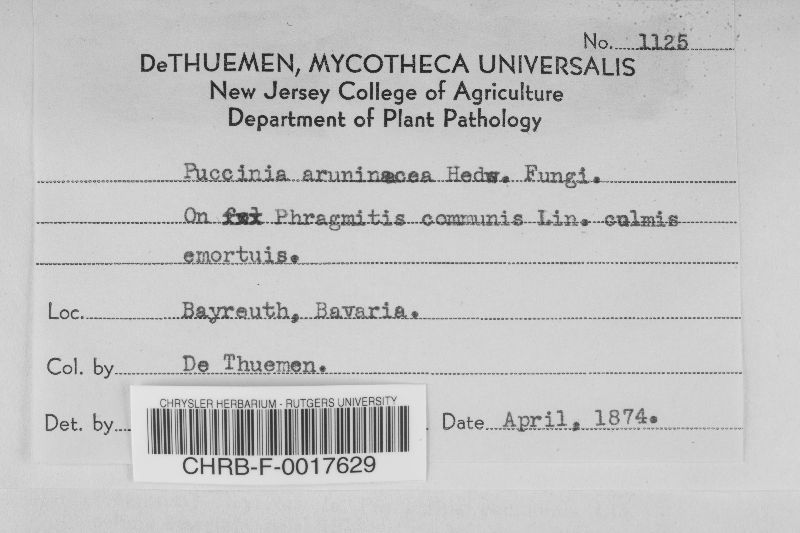 No. 1125
DeTHUEMEN, MYCOTHECA UNIVERSALIS
New Jersey College of Agriculture
Department of Plant Pathology
Puccinia aruninacea Hedw. Fungi.
On Phragmitis communis Lin. culmis
emortuis.
Loc. Bayreuth, Bavaria.
Col. by De Thuemen.
Det. by
Date April, 1874.
CHRYSLER HERBARIUM - RUTGERS UNIVERSITY
CHRB-F-0017629